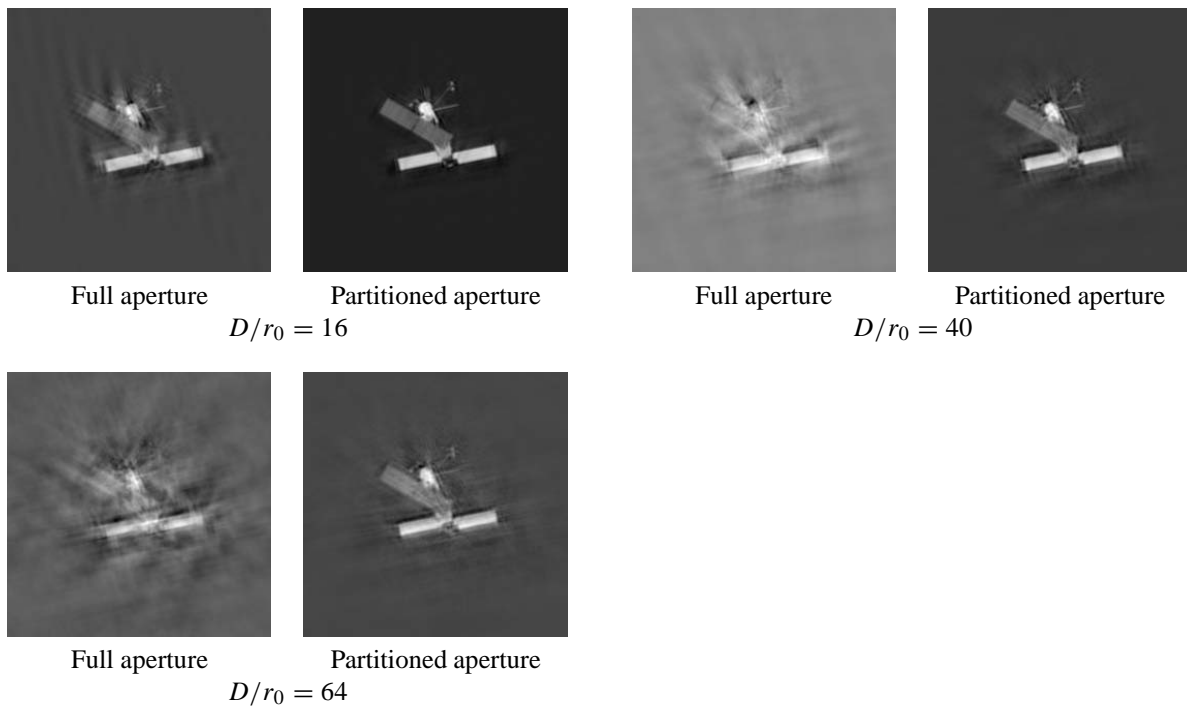 Full aperture Partitioned aperture Full aperture Partitioned aperture
D/r₀ = 16 D/r₀ = 40
Full aperture Partitioned aperture
D/r₀ = 64